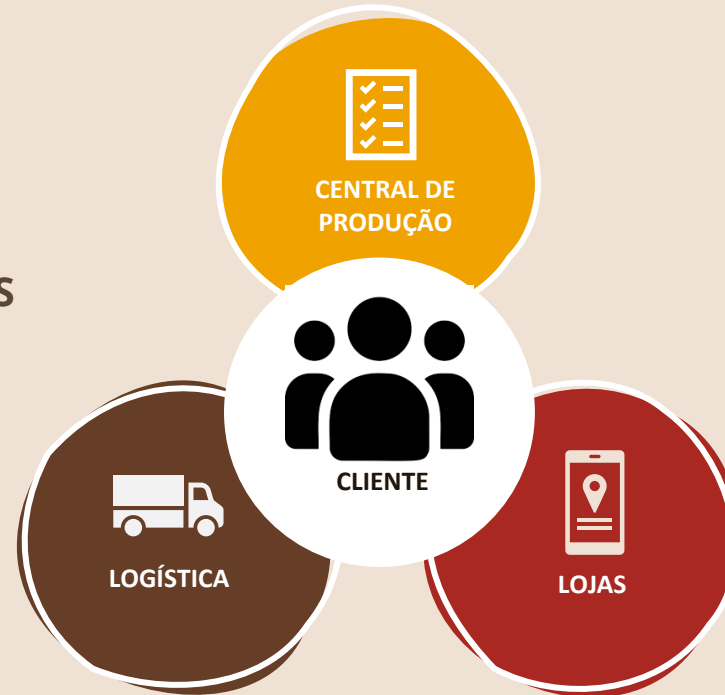 CENTRAL DE
PRODUÇÃO
S
CLIENTE
LOGÍSTICA
LOJAS